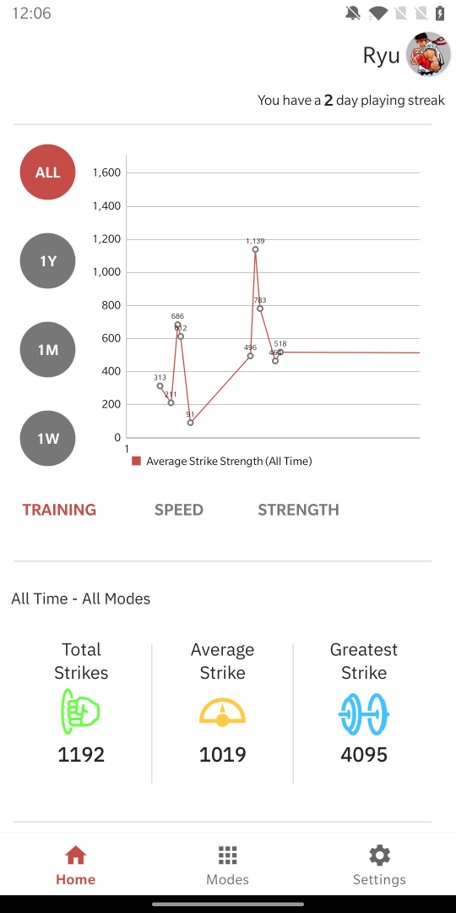 12:06
Ryu
You have a 2 day playing streak
ALL
1Y
1M
1W
1,600
1,400
1,200
1,000
800
600
400
200
0
1
313
211
686
612
91
496
1,139
783
518
Average Strike Strength (All Time)
TRAINING SPEED STRENGTH
All Time - All Modes
Total Strikes
1192
Average Strike
1019
Greatest Strike
4095
Home Modes Settings